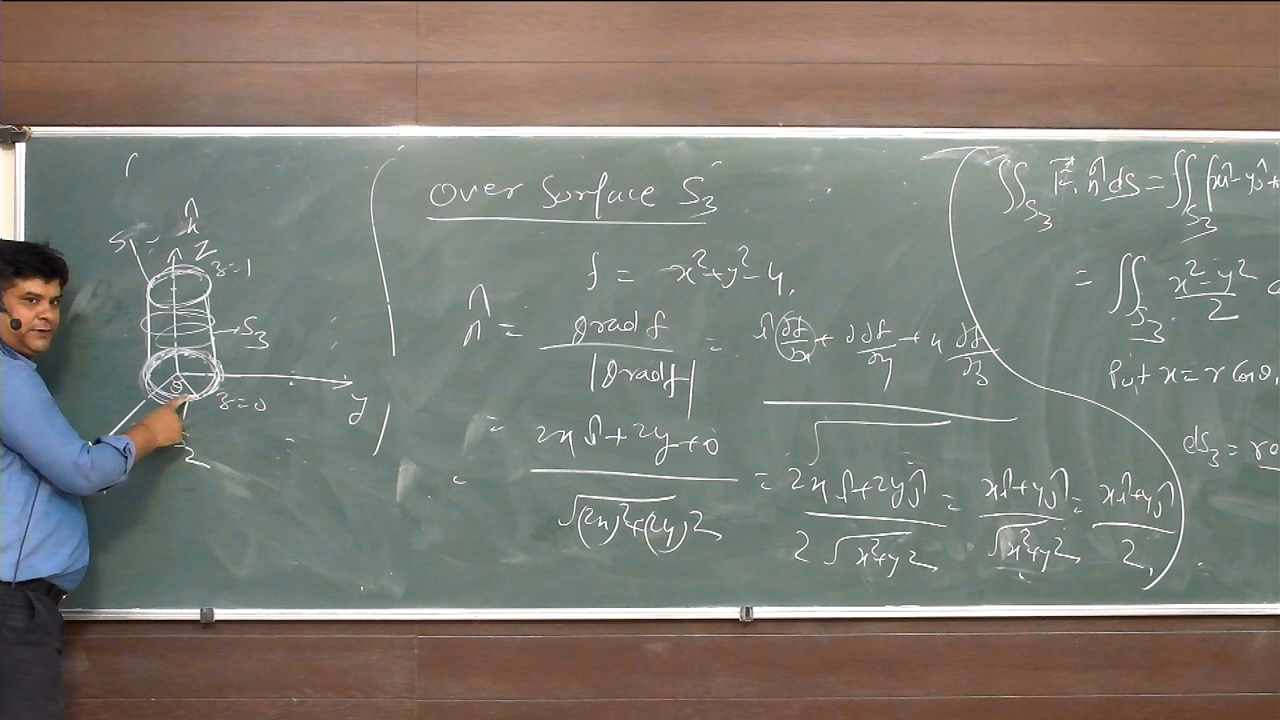 Over Surface S₃
f = x²+y²-4,
n̂ = grad f / |grad f| = î ∂f/∂x + ĵ ∂f/∂y + k ∂f/∂z / √
= 2x î + 2y + 0 / √(2x)²+(2y)² = 2x î + 2y ĵ / 2√x²+y² = x î + y ĵ / √x²+y² = x î + y ĵ / 2,
k̂
z
z=1
S₃
z=0
y
∬S₃ F⃗. n̂ ds = ∬S₃ (x î - y ĵ +
= ∬S₃ x²-y² / 2
Put x = r cos θ,
dS₃ =